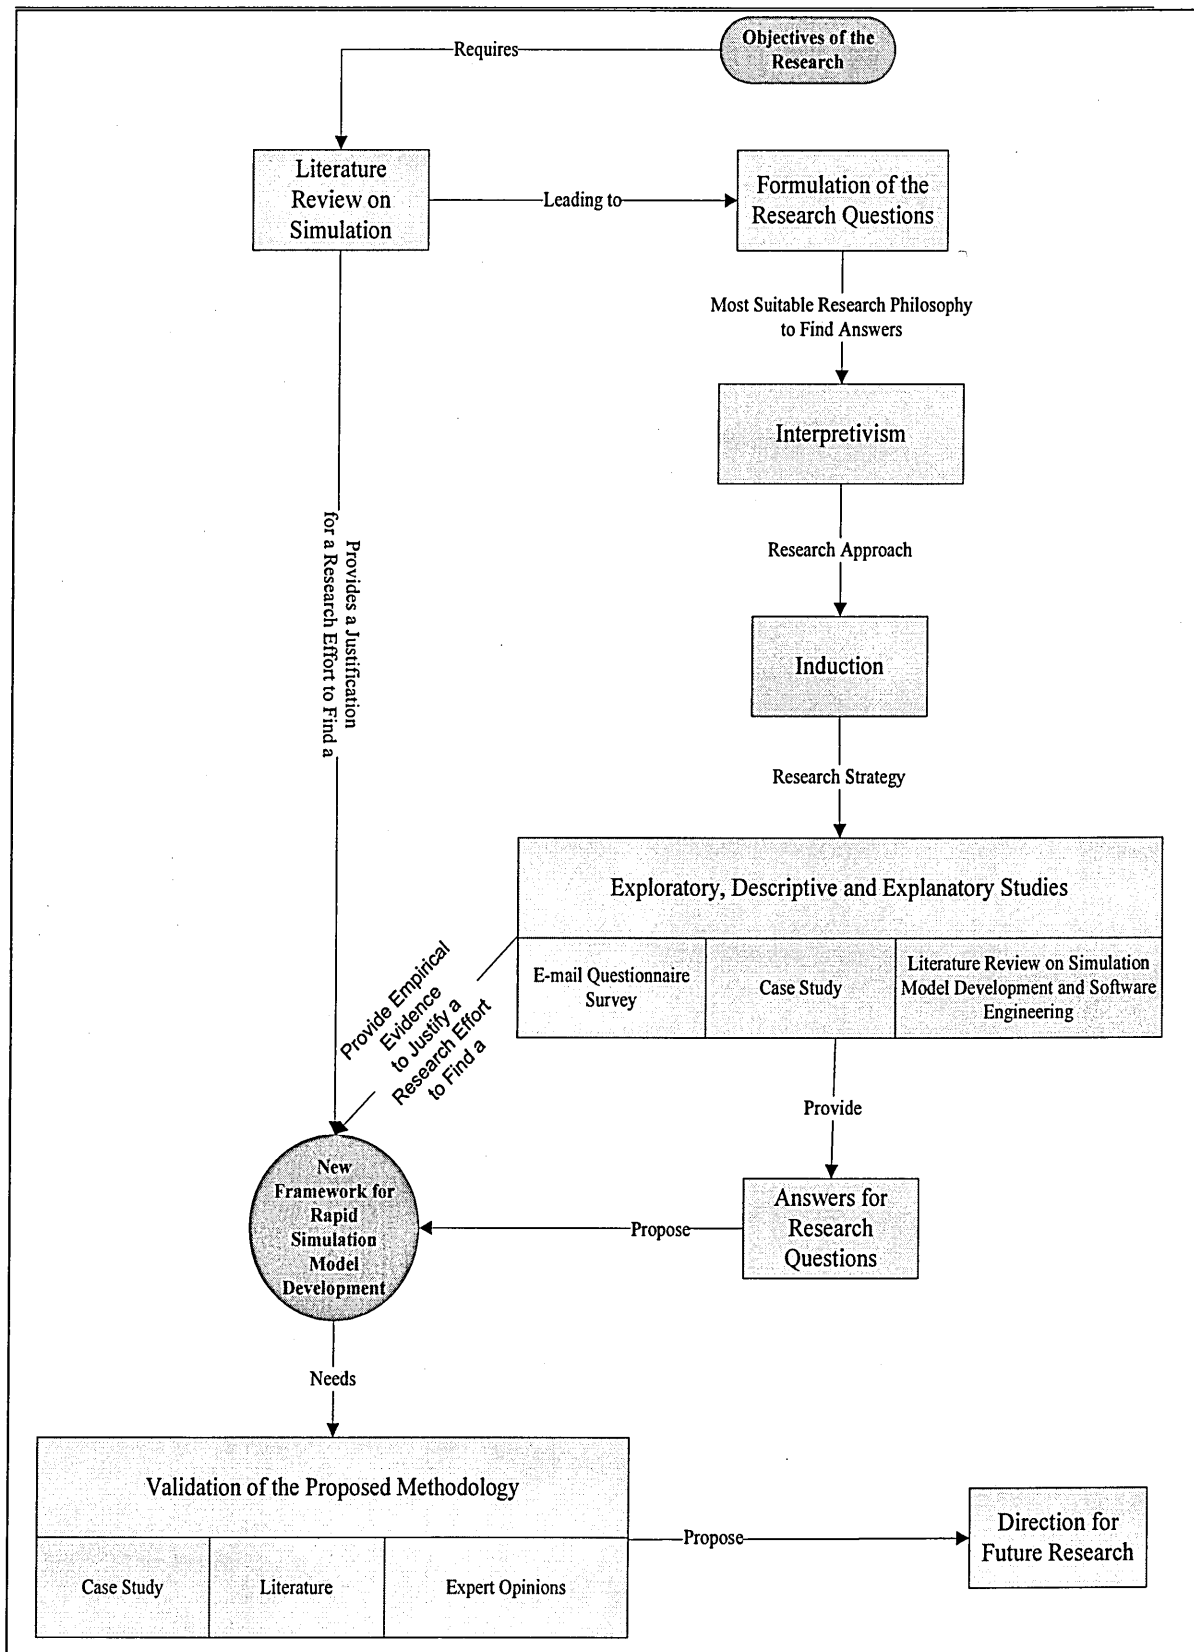 Objectives of the
Research
Requires
Literature
Review on
Simulation
Leading to
Formulation of the
Research Questions
Most Suitable Research Philosophy
to Find Answers
Interpretivism
Research Approach
Induction
Research Strategy
Provides a Justification
for a Research Effort to Find a
Exploratory, Descriptive and Explanatory Studies
E-mail Questionnaire
Survey
Case Study
Literature Review on Simulation
Model Development and Software
Engineering
Provide Empirical
Evidence
to Justify a
Research Effort
to Find a
Provide
Answers for
Research
Questions
Propose
New
Framework for
Rapid
Simulation
Model
Development
Needs
Validation of the Proposed Methodology
Case Study
Literature
Expert Opinions
Propose
Direction for
Future Research